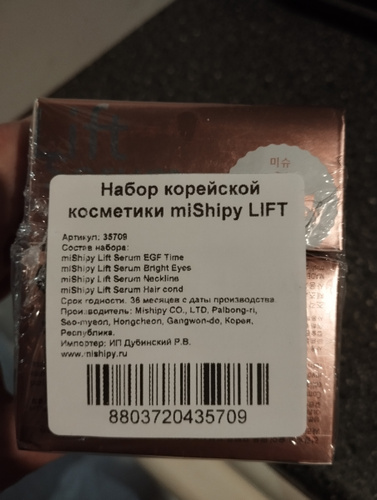 미슈
Набор корейской
косметики miShipy LIFT
Артикул: 35709
Состав набора:
miShipy Lift Serum EGF Time
miShipy Lift Serum Bright Eyes
miShipy Lift Serum Neckline
miShipy Lift Serum Hair cond
Срок годности. 36 месяцев с даты производства
Производитель: Mishipy CO., LTD. Palbong-ri,
Seo-myeon, Hongcheon, Gangwon-do, Корея,
Республика.
Импортер: ИП Дубинский Р.В.
www.mishipy.ru
8803720435709